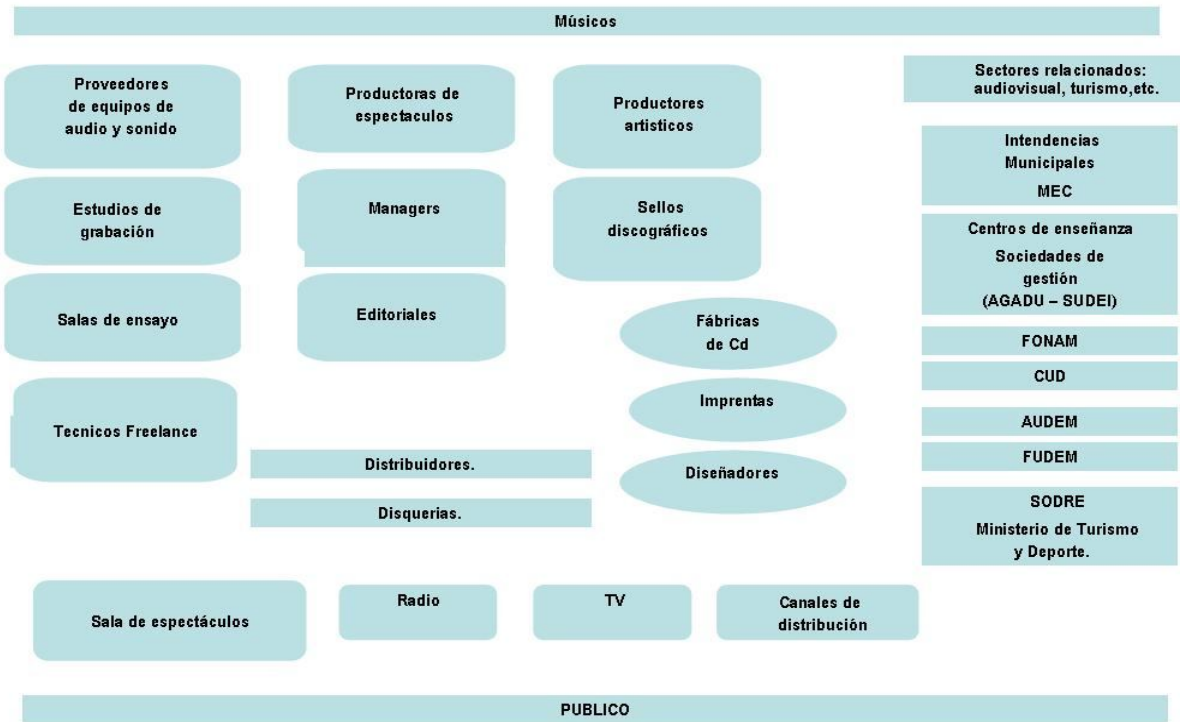 Músicos
Proveedores
de equipos de
audio y sonido
Productoras de
espectaculos
Productores
artisticos
Sectores relacionados:
audiovisual, turismo,etc.
Intendencias
Municipales
MEC
Estudios de
grabación
Managers
Sellos
discográficos
Centros de enseñanza
Sociedades de
gestión
(AGADU – SUDEI)
Salas de ensayo
Editoriales
Fábricas
de Cd
FONAM
CUD
Imprentas
Tecnicos Freelance
AUDEM
FUDEM
Distribuidores.
Diseñadores
Disquerias.
SODRE
Ministerio de Turismo
y Deporte.
Sala de espectáculos
Radio
TV
Canales de
distribución
PUBLICO